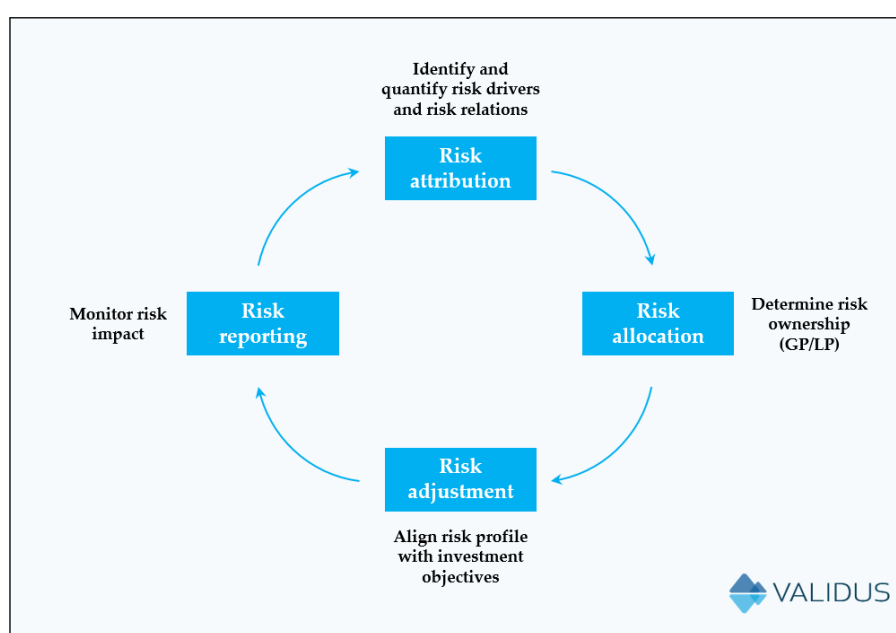 Identify and
quantify risk drivers
and risk relations
Risk
attribution
Monitor risk
impact
Risk
reporting
Risk
allocation
Determine risk
ownership
(GP/LP)
Risk
adjustment
Align risk profile
with investment
objectives
VALIDUS